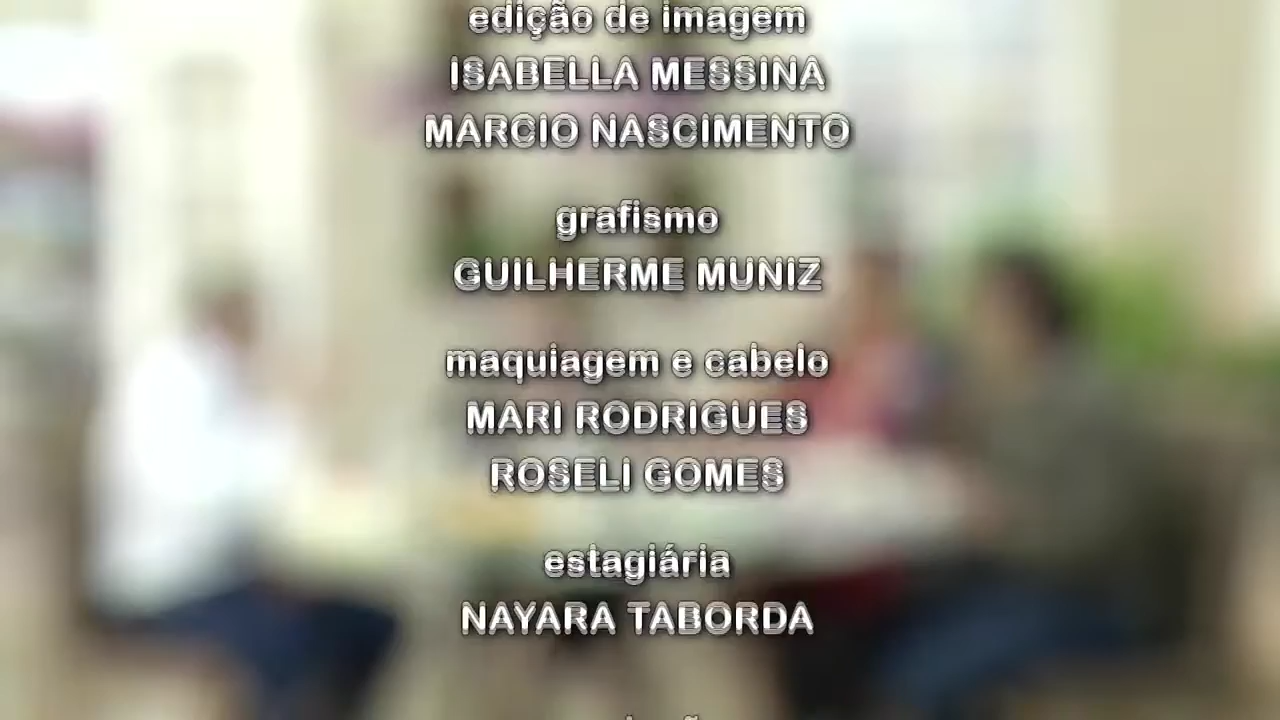 edição de imagem
ISABELLA MESSINA
MARCIO NASCIMENTO
grafismo
GUILHERME MUNIZ
maquiagem e cabelo
MARI RODRIGUES
ROSELI GOMES
estagiária
NAYARA TABORDA